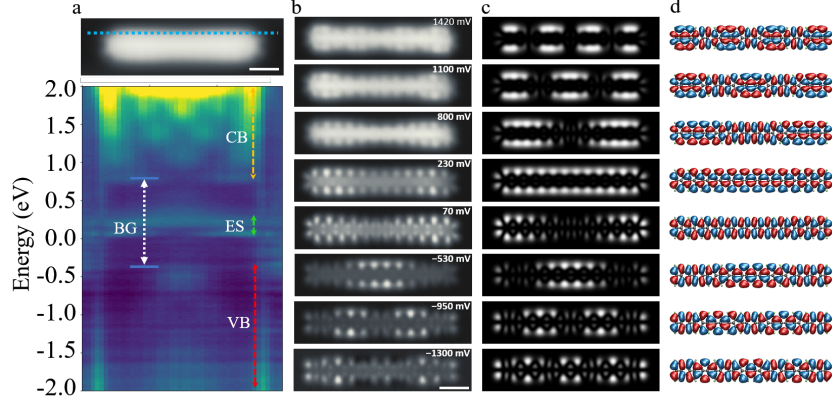 a
b
c
d
Energy (eV)
2.0
1.5
1.0
0.5
0.0
−0.5
−1.0
−1.5
−2.0
CB
BG
ES
VB
1420 mV
1100 mV
800 mV
230 mV
70 mV
−530 mV
−950 mV
−1300 mV